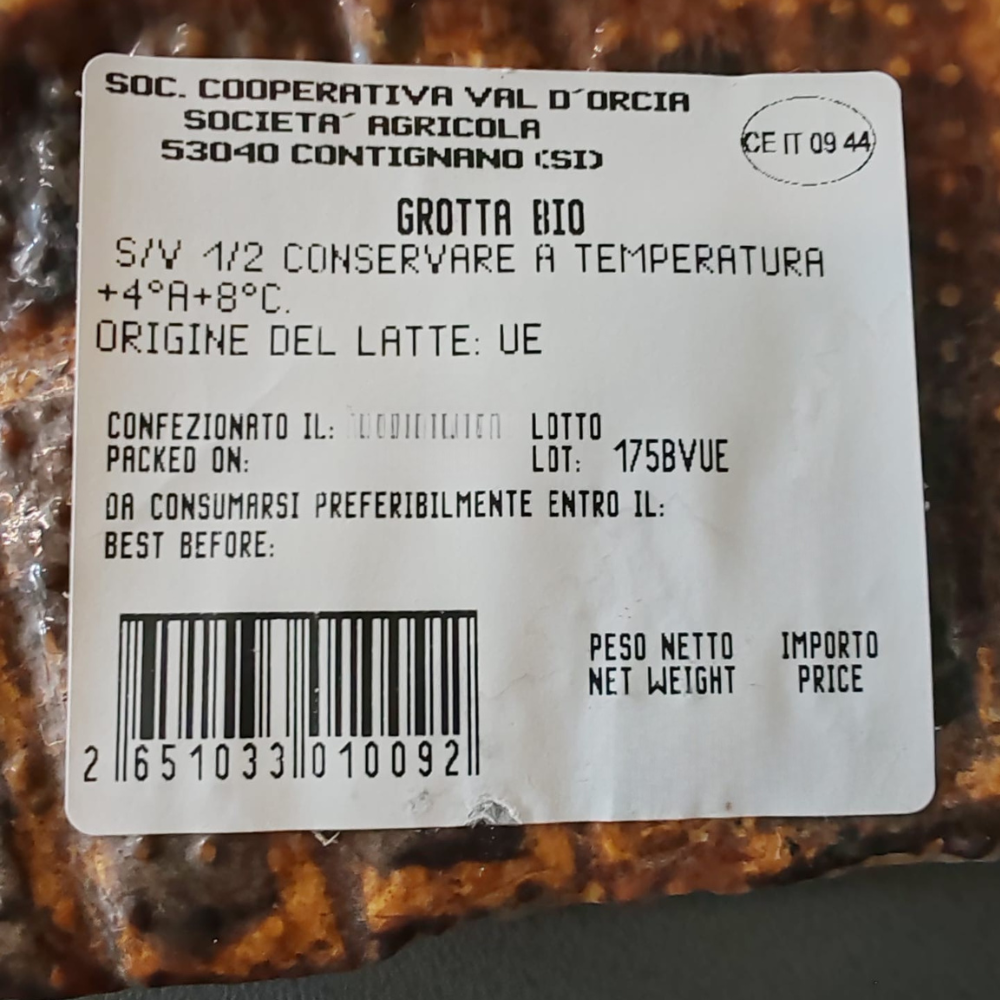 SOC. COOPERATIVA VAL D´ORCIA
SOCIETA´ AGRICOLA
53040 CONTIGNANO (SI)
CE IT 09 44
GROTTA BIO
S/V 1/2 CONSERVARE A TEMPERATURA
+4°A+8°C.
ORIGINE DEL LATTE: UE
CONFEZIONATO IL:
PACKED ON:
LOTTO
LOT: 175BVUE
DA CONSUMARSI PREFERIBILMENTE ENTRO IL:
BEST BEFORE:
PESO NETTO IMPORTO
NET WEIGHT PRICE
2 651033 010092